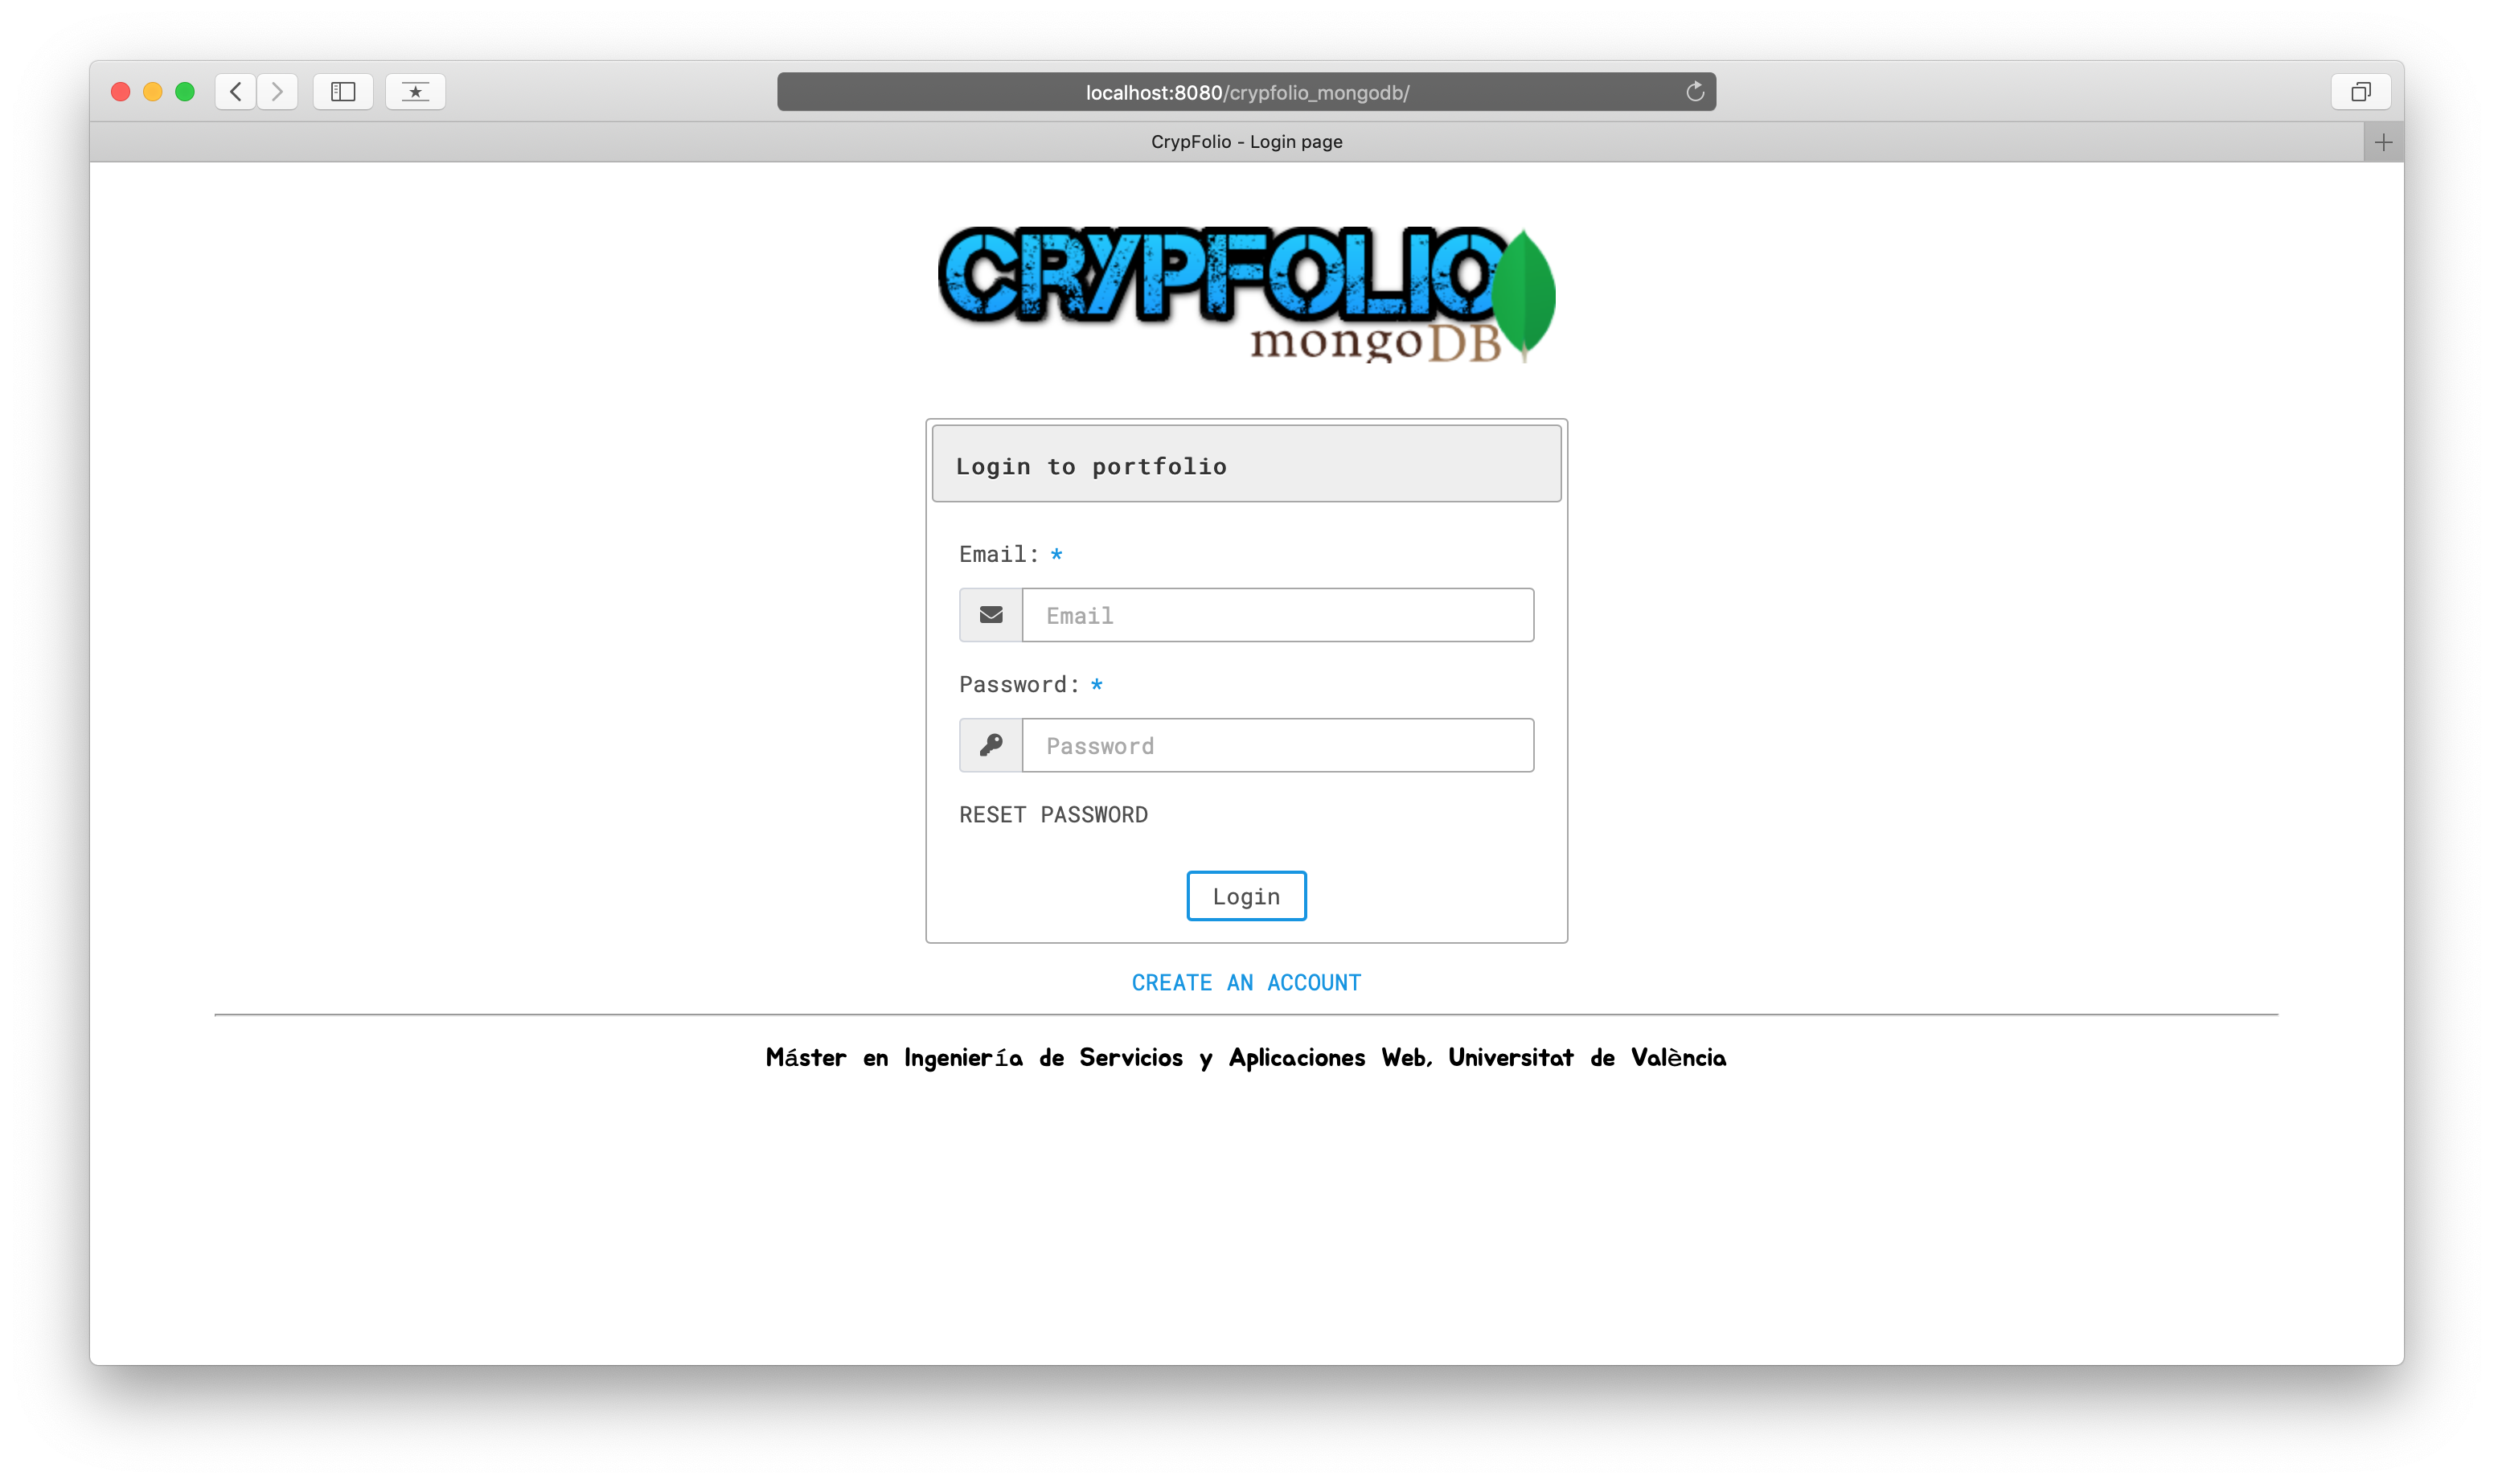 localhost:8080/crypfolio_mongodb/
CrypFolio - Login page
CRYPFOLIO
mongoDB
Login to portfolio
Email: *
Email
Password: *
Password
RESET PASSWORD
Login
CREATE AN ACCOUNT
Máster en Ingeniería de Servicios y Aplicaciones Web, Universitat de València